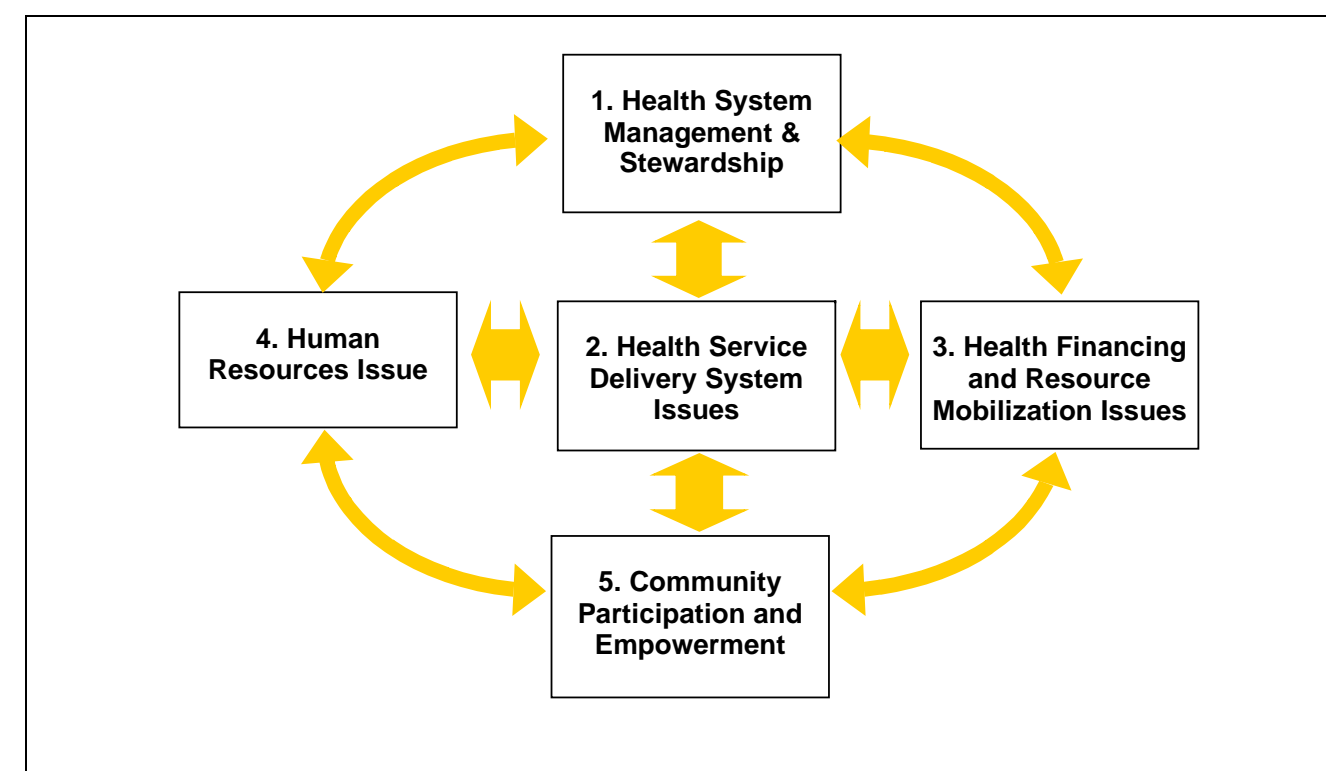 1. Health System
Management &
Stewardship
4. Human
Resources Issue
2. Health Service
Delivery System
Issues
3. Health Financing
and Resource
Mobilization Issues
5. Community
Participation and
Empowerment